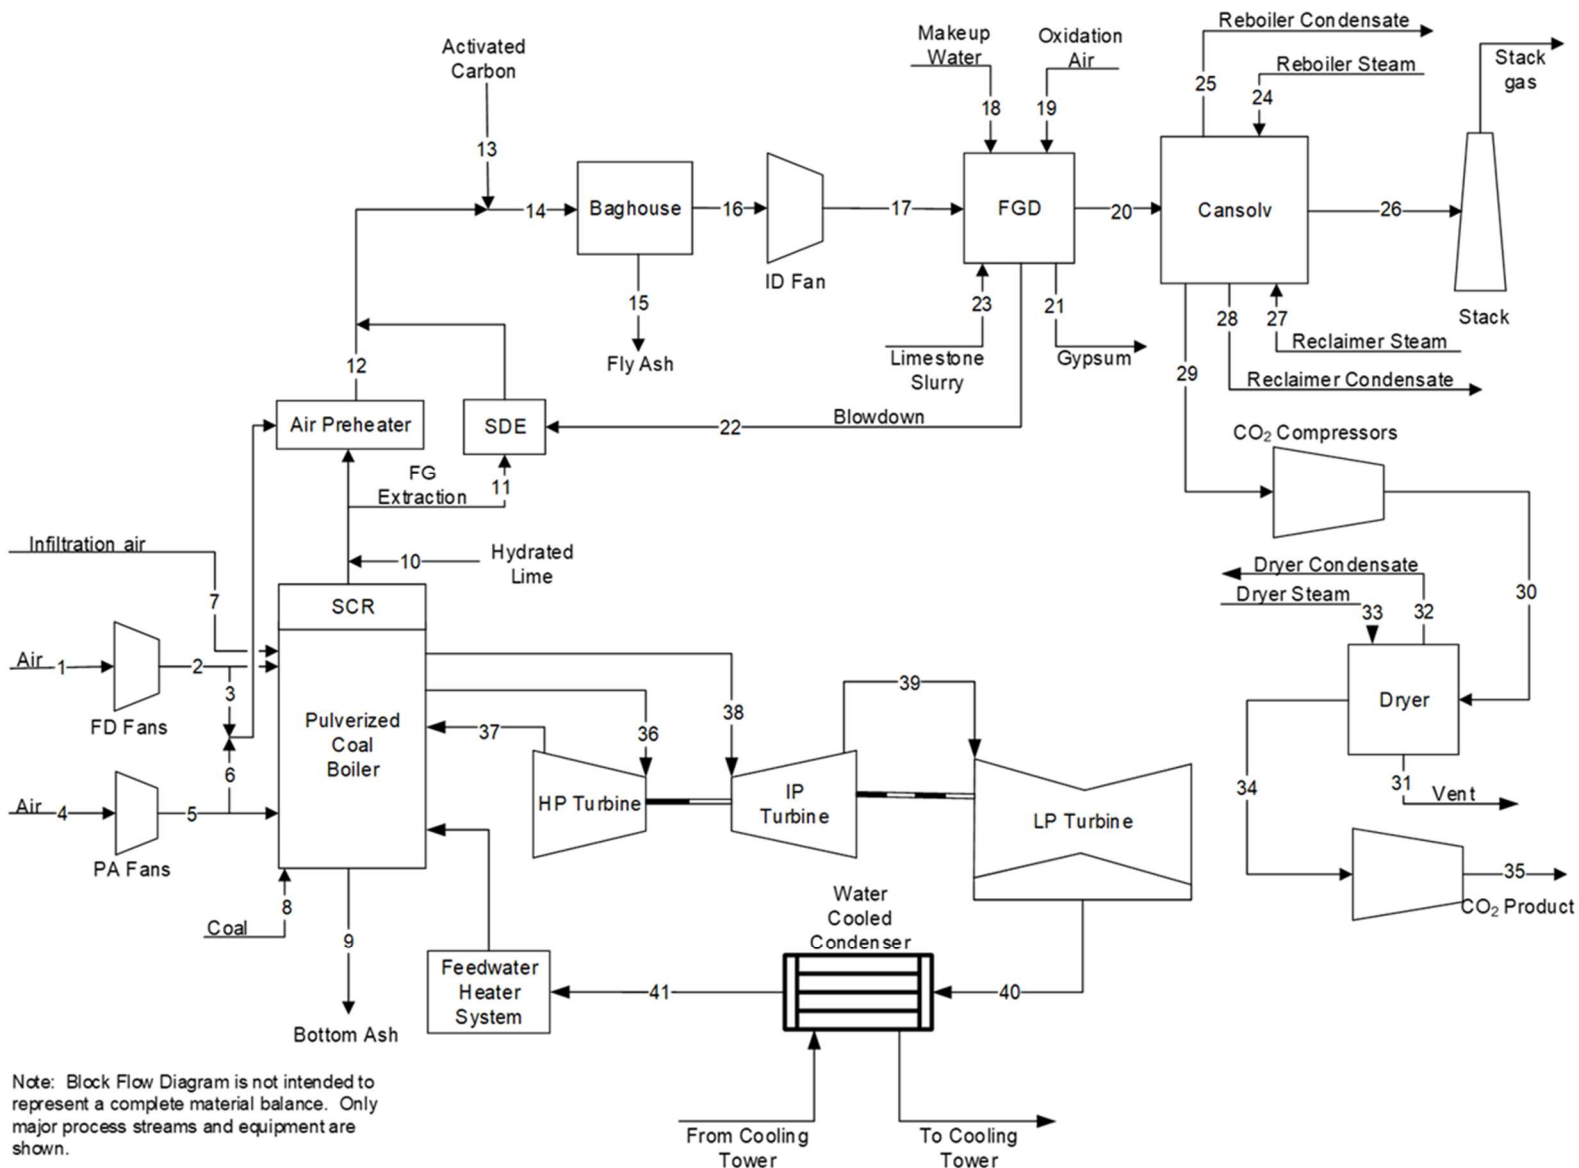 Activated
Carbon
13
14
Baghouse
15
Fly Ash
16
ID Fan
17
Makeup
Water
18
Oxidation
Air
19
FGD
20
23
Limestone
Slurry
21
Gypsum
22
Blowdown
Reboiler Condensate
25
Reboiler Steam
24
Cansolv
26
Stack
gas
Stack
27
Reclaimer Steam
28
Reclaimer Condensate
29
CO₂ Compressors
30
12
Air Preheater
SDE
FG
Extraction
11
10
Hydrated
Lime
Infiltration air
7
SCR
Air
1
2
3
FD Fans
6
Air
4
5
PA Fans
Pulverized
Coal
Boiler
Coal
8
9
Bottom Ash
37
36
38
39
HP Turbine
IP
Turbine
LP Turbine
Water
Cooled
Condenser
40
41
Feedwater
Heater
System
From Cooling
Tower
To Cooling
Tower
Dryer Condensate
32
Dryer Steam
33
Dryer
34
31
Vent
35
CO₂ Product
Note: Block Flow Diagram is not intended to
represent a complete material balance. Only
major process streams and equipment are
shown.